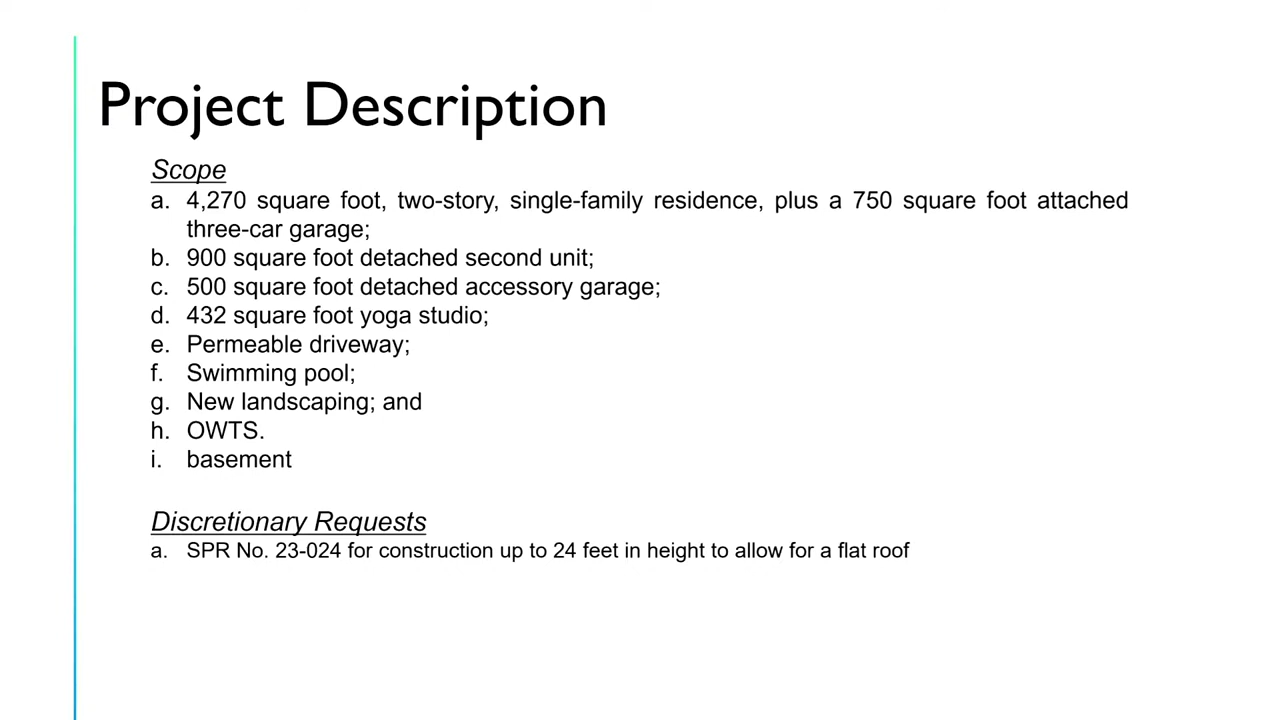 Project Description
Scope
a. 4,270 square foot, two-story, single-family residence, plus a 750 square foot attached
three-car garage;
b. 900 square foot detached second unit;
c. 500 square foot detached accessory garage;
d. 432 square foot yoga studio;
e. Permeable driveway;
f. Swimming pool;
g. New landscaping; and
h. OWTS.
i. basement
Discretionary Requests
a. SPR No. 23-024 for construction up to 24 feet in height to allow for a flat roof